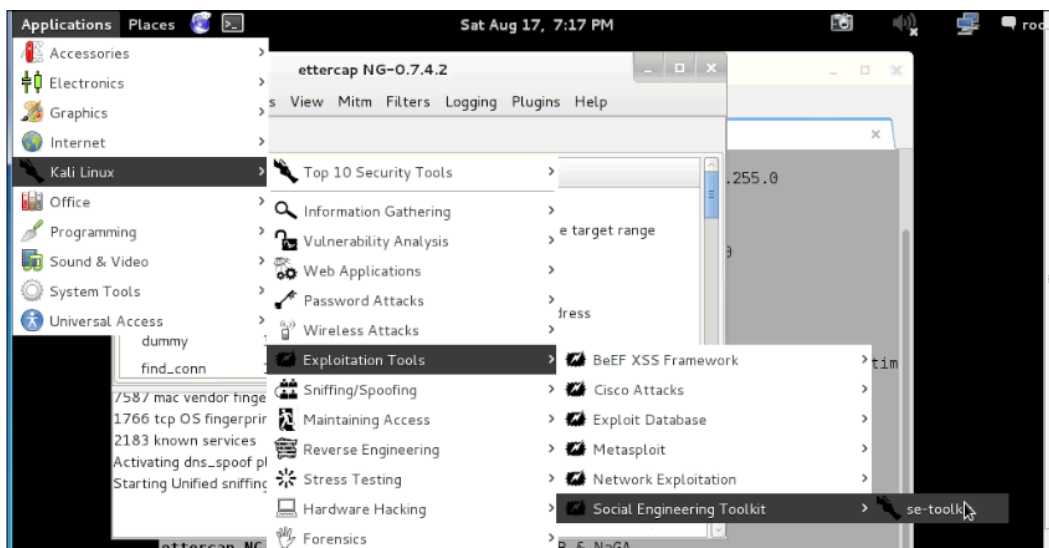 Applications Places Sat Aug 17, 7:17 PM
Accessories
Electronics
Graphics
Internet
Kali Linux
Office
Programming
Sound & Video
System Tools
Universal Access
ettercap NG-0.7.4.2
View Mitm Filters Logging Plugins Help
Top 10 Security Tools
Information Gathering
Vulnerability Analysis
Web Applications
Password Attacks
Wireless Attacks
Exploitation Tools
Sniffing/Spoofing
Maintaining Access
Reverse Engineering
Stress Testing
Hardware Hacking
Forensics
BeEF XSS Framework
Cisco Attacks
Exploit Database
Metasploit
Network Exploitation
Social Engineering Toolkit
se-toolkit
.255.0
e target range
dress
tim
dummy
find_conn
7587 mac vendor finge
1766 tcp OS fingerprin
2183 known services
Activating dns_spoof pl
Starting Unified sniffing